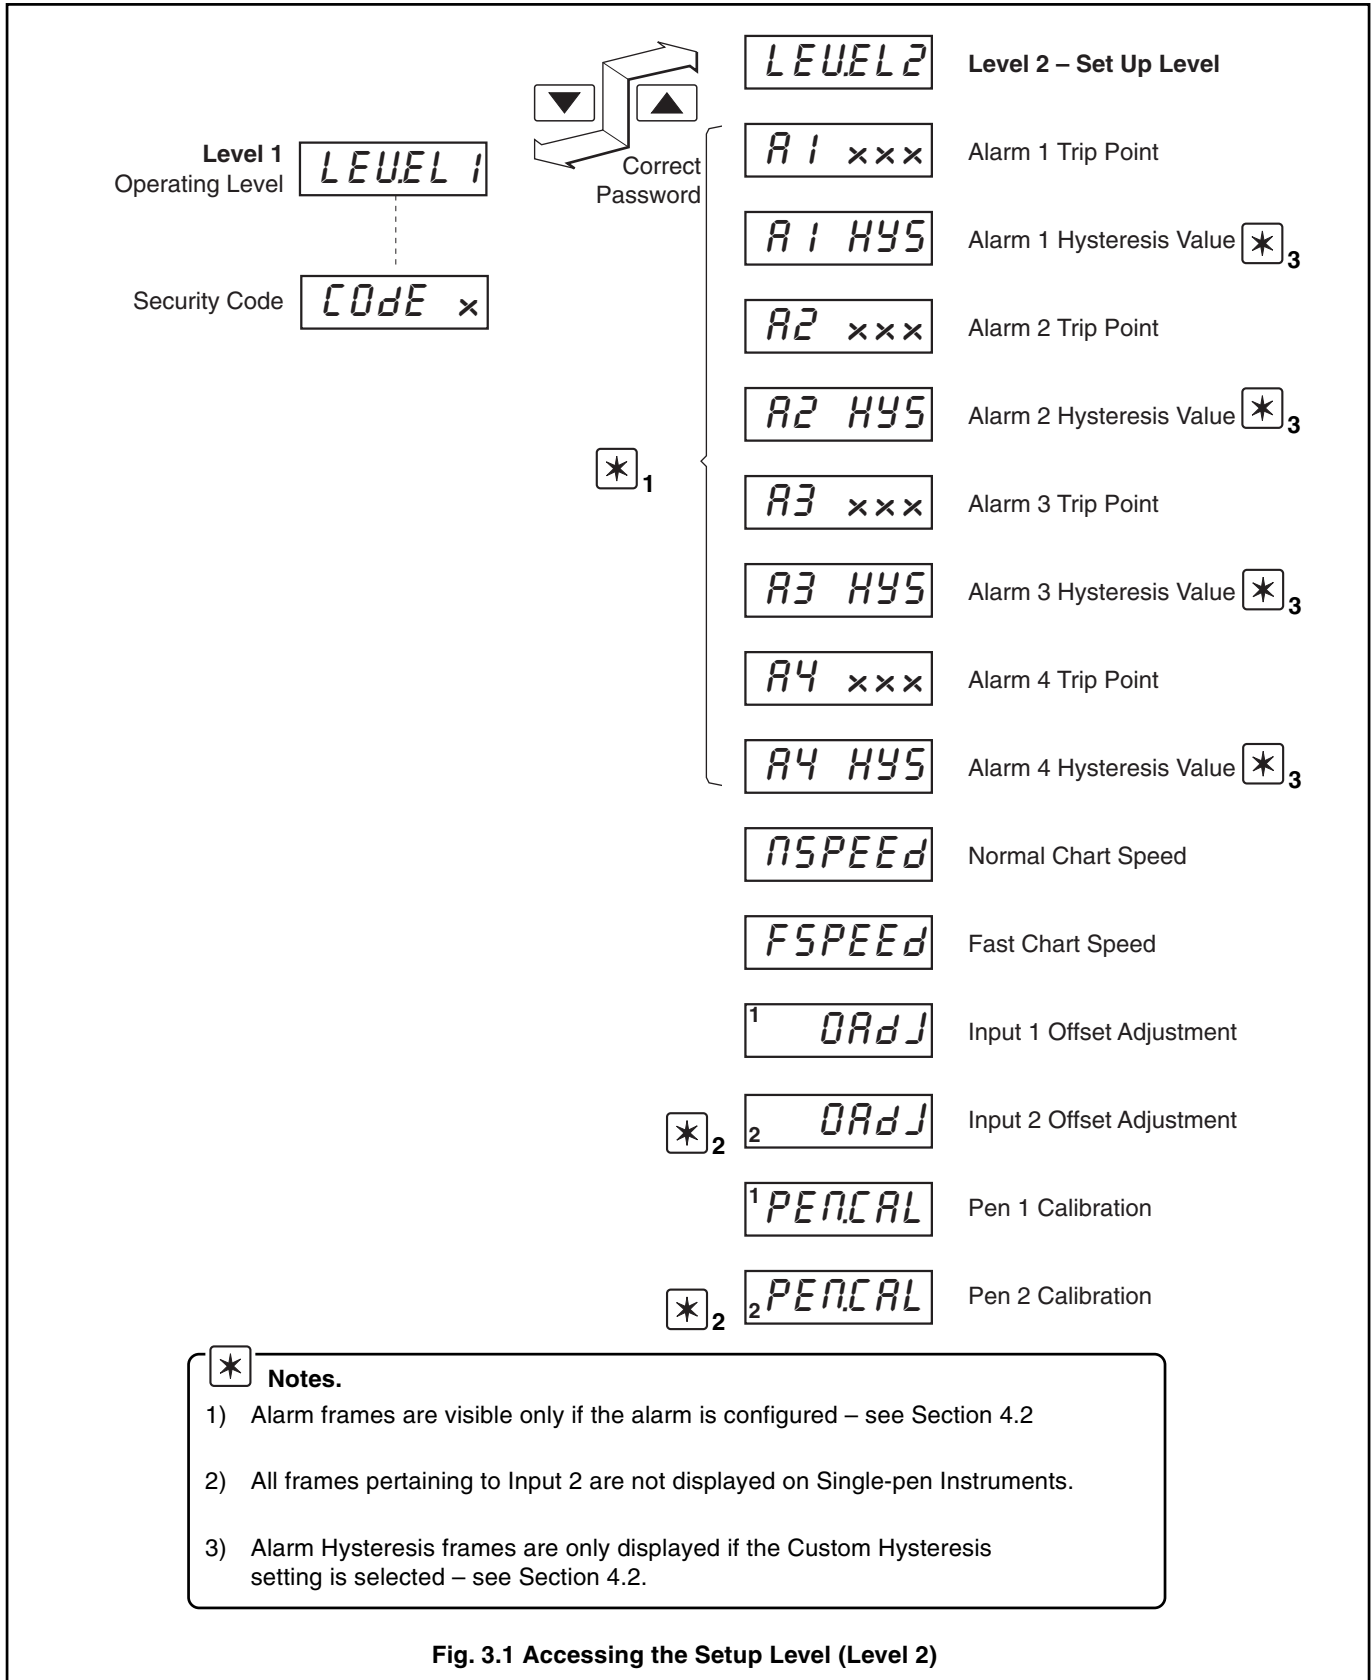 Level 1
Operating Level
LEVEL 1
Security Code
CODE x
Correct
Password
LEVEL 2
Level 2 – Set Up Level
A1 xxx
Alarm 1 Trip Point
A1 HYS
Alarm 1 Hysteresis Value * 3
A2 xxx
Alarm 2 Trip Point
A2 HYS
Alarm 2 Hysteresis Value * 3
* 1
A3 xxx
Alarm 3 Trip Point
A3 HYS
Alarm 3 Hysteresis Value * 3
A4 xxx
Alarm 4 Trip Point
A4 HYS
Alarm 4 Hysteresis Value * 3
NSPEEd
Normal Chart Speed
FSPEEd
Fast Chart Speed
1 OAdJ
Input 1 Offset Adjustment
* 2
2 OAdJ
Input 2 Offset Adjustment
1 PEN.CAL
Pen 1 Calibration
* 2
2 PEN.CAL
Pen 2 Calibration
* Notes.
1) Alarm frames are visible only if the alarm is configured – see Section 4.2
2) All frames pertaining to Input 2 are not displayed on Single-pen Instruments.
3) Alarm Hysteresis frames are only displayed if the Custom Hysteresis
setting is selected – see Section 4.2.
Fig. 3.1 Accessing the Setup Level (Level 2)